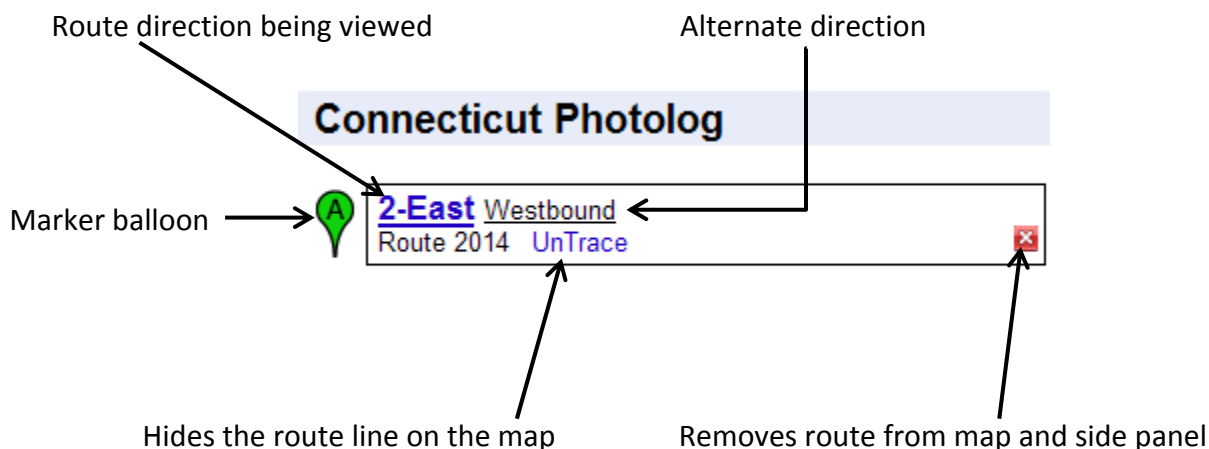 Route direction being viewed
Alternate direction
Connecticut Photolog
Marker balloon
A
2-East Westbound
Route 2014 UnTrace
Hides the route line on the map
Removes route from map and side panel